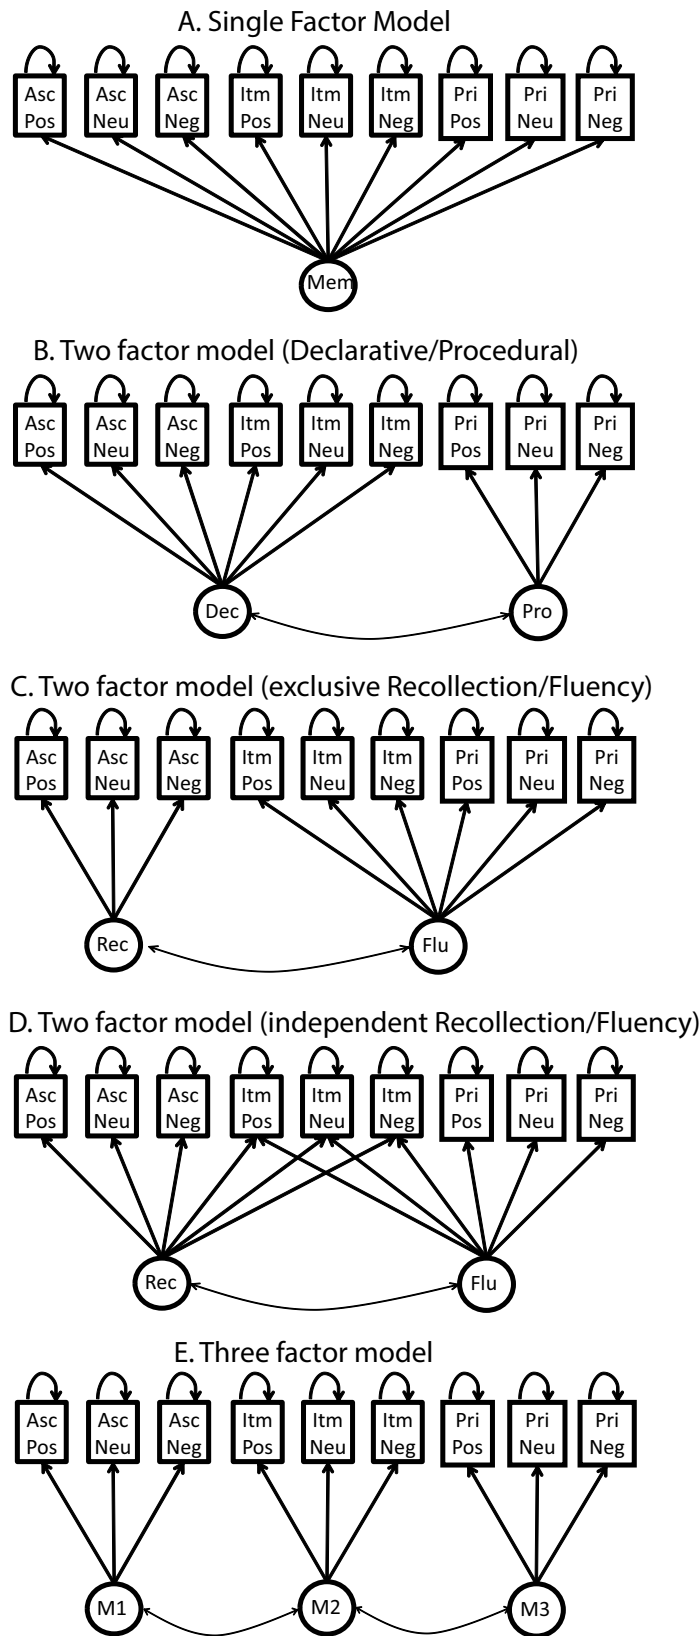 A. Single Factor Model
Asc Asc Asc Itm Itm Itm Pri Pri Pri
Pos Neu Neg Pos Neu Neg Pos Neu Neg
Mem
B. Two factor model (Declarative/Procedural)
Asc Asc Asc Itm Itm Itm Pri Pri Pri
Pos Neu Neg Pos Neu Neg Pos Neu Neg
Dec Pro
C. Two factor model (exclusive Recollection/Fluency)
Asc Asc Asc Itm Itm Itm Pri Pri Pri
Pos Neu Neg Pos Neu Neg Pos Neu Neg
Rec Flu
D. Two factor model (independent Recollection/Fluency)
Asc Asc Asc Itm Itm Itm Pri Pri Pri
Pos Neu Neg Pos Neu Neg Pos Neu Neg
Rec Flu
E. Three factor model
Asc Asc Asc Itm Itm Itm Pri Pri Pri
Pos Neu Neg Pos Neu Neg Pos Neu Neg
M1 M2 M3